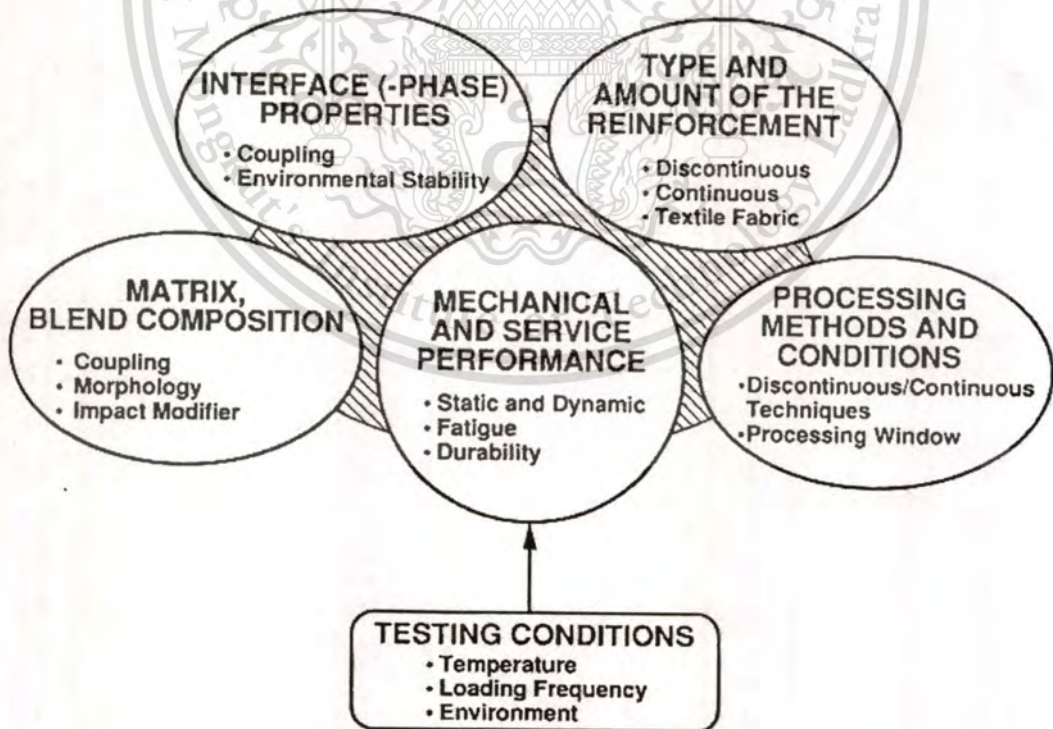 INTERFACE (-PHASE)
PROPERTIES
• Coupling
• Environmental Stability
TYPE AND
AMOUNT OF THE
REINFORCEMENT
• Discontinuous
• Continuous
• Textile Fabric
MATRIX,
BLEND COMPOSITION
• Coupling
• Morphology
• Impact Modifier
MECHANICAL
AND SERVICE
PERFORMANCE
• Static and Dynamic
• Fatigue
• Durability
PROCESSING
METHODS AND
CONDITIONS
•Discontinuous/Continuous
Techniques
•Processing Window
TESTING CONDITIONS
• Temperature
• Loading Frequency
• Environment